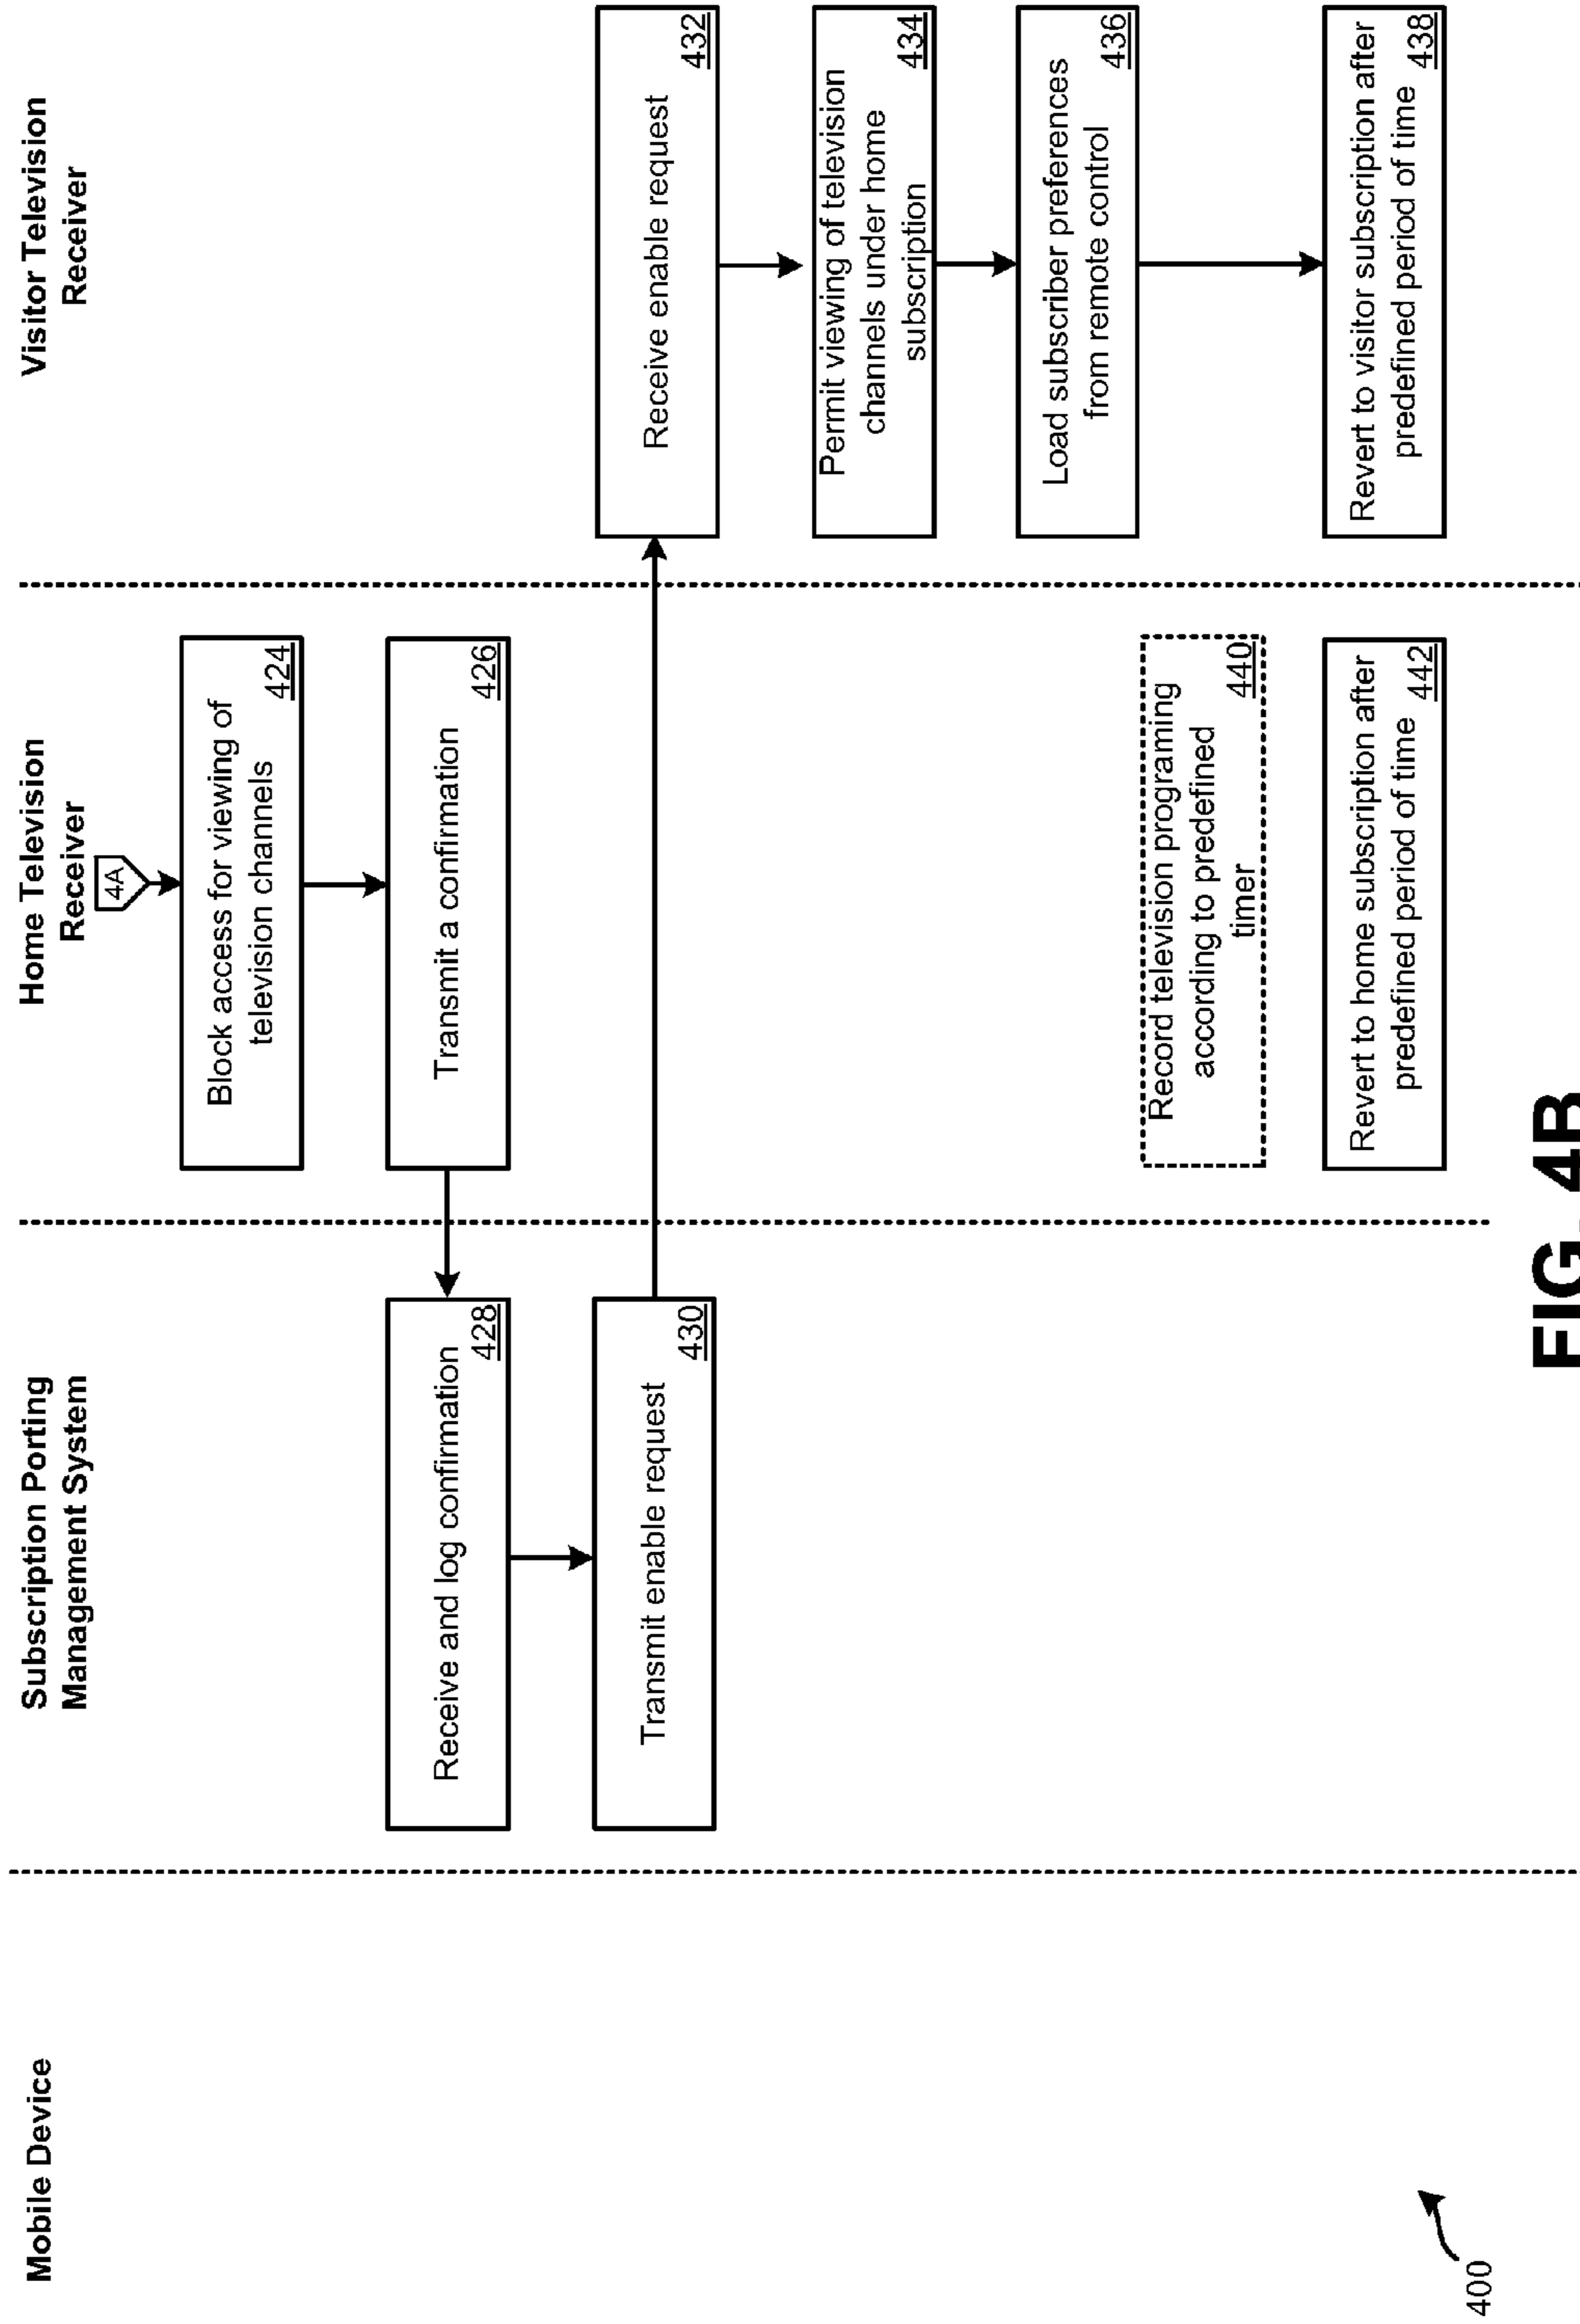 Mobile Device
Subscription Porting
Management System
Home Television
Receiver
Visitor Television
Receiver
4A
Block access for viewing of
television channels
424
Transmit a confirmation
426
Receive and log confirmation
428
Transmit enable request
430
Receive enable request
432
Permit viewing of television
channels under home
subscription
434
Load subscriber preferences
from remote control
436
Record television programing
according to predefined
timer
440
Revert to home subscription after
predefined period of time
442
Revert to visitor subscription after
predefined period of time
438
400
FIG. 4B